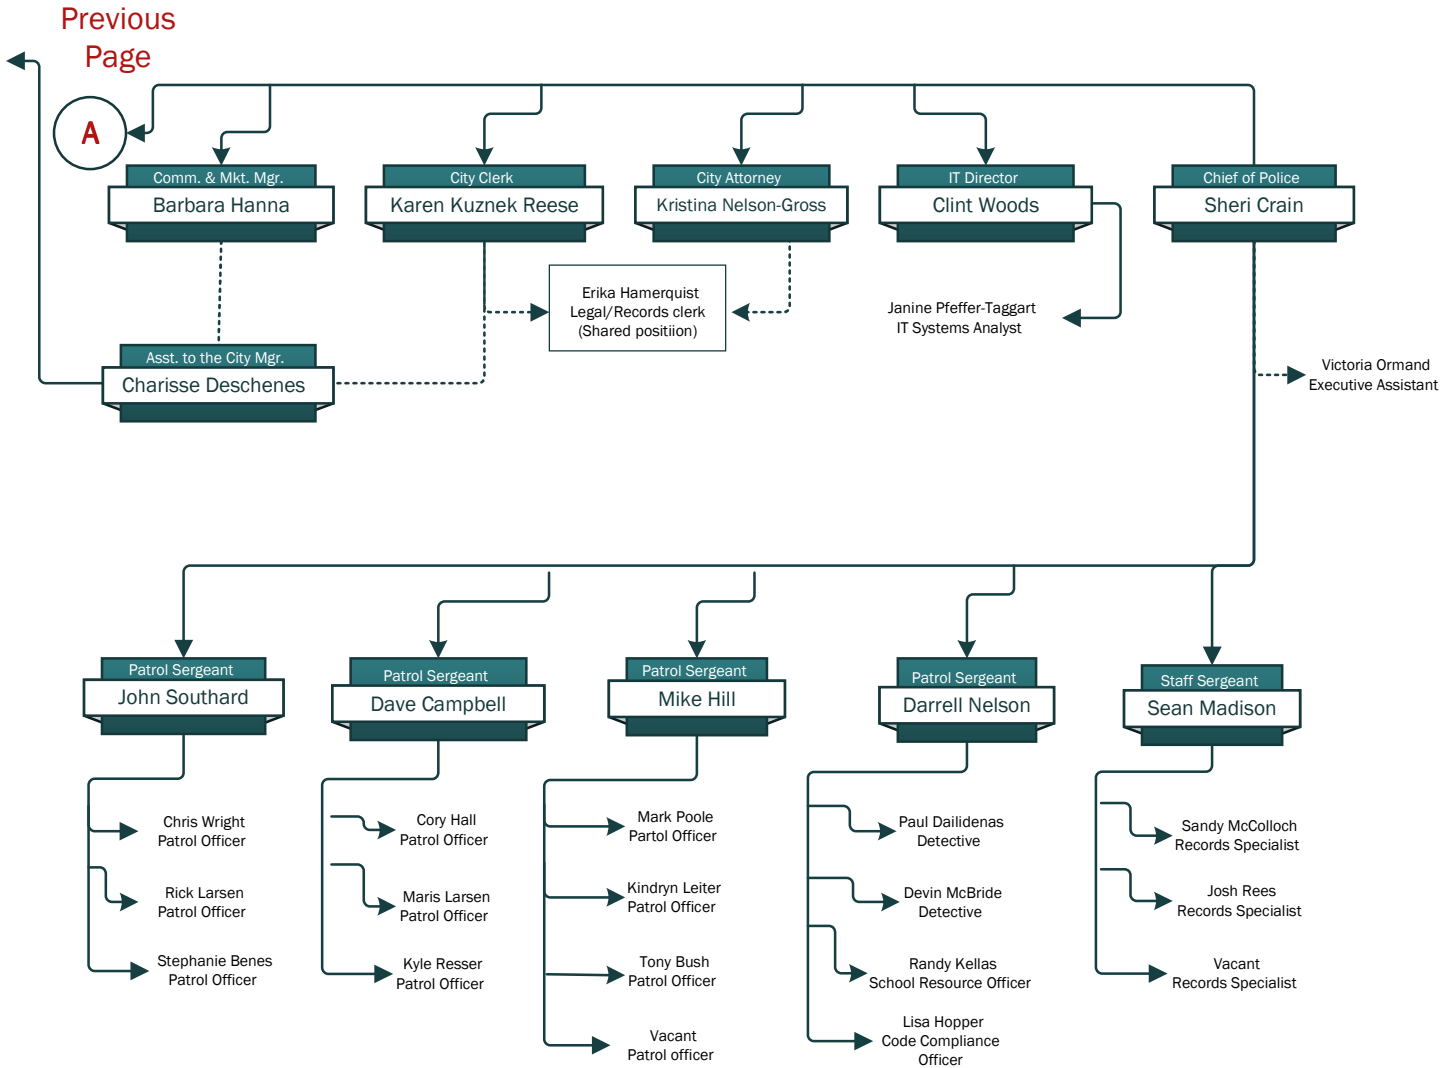 Previous
Page
A
Comm. & Mkt. Mgr.
Barbara Hanna
City Clerk
Karen Kuznek Reese
City Attorney
Kristina Nelson-Gross
IT Director
Clint Woods
Chief of Police
Sheri Crain
Erika Hamerquist
Legal/Records clerk
(Shared positiion)
Janine Pfeffer-Taggart
IT Systems Analyst
Asst. to the City Mgr.
Charisse Deschenes
Victoria Ormand
Executive Assistant
Patrol Sergeant
John Southard
Patrol Sergeant
Dave Campbell
Patrol Sergeant
Mike Hill
Patrol Sergeant
Darrell Nelson
Staff Sergeant
Sean Madison
Chris Wright
Patrol Officer
Rick Larsen
Patrol Officer
Stephanie Benes
Patrol Officer
Cory Hall
Patrol Officer
Maris Larsen
Patrol Officer
Kyle Resser
Patrol Officer
Mark Poole
Partol Officer
Kindryn Leiter
Patrol Officer
Tony Bush
Patrol Officer
Vacant
Patrol officer
Paul Dailidenas
Detective
Devin McBride
Detective
Randy Kellas
School Resource Officer
Lisa Hopper
Code Compliance
Officer
Sandy McColloch
Records Specialist
Josh Rees
Records Specialist
Vacant
Records Specialist